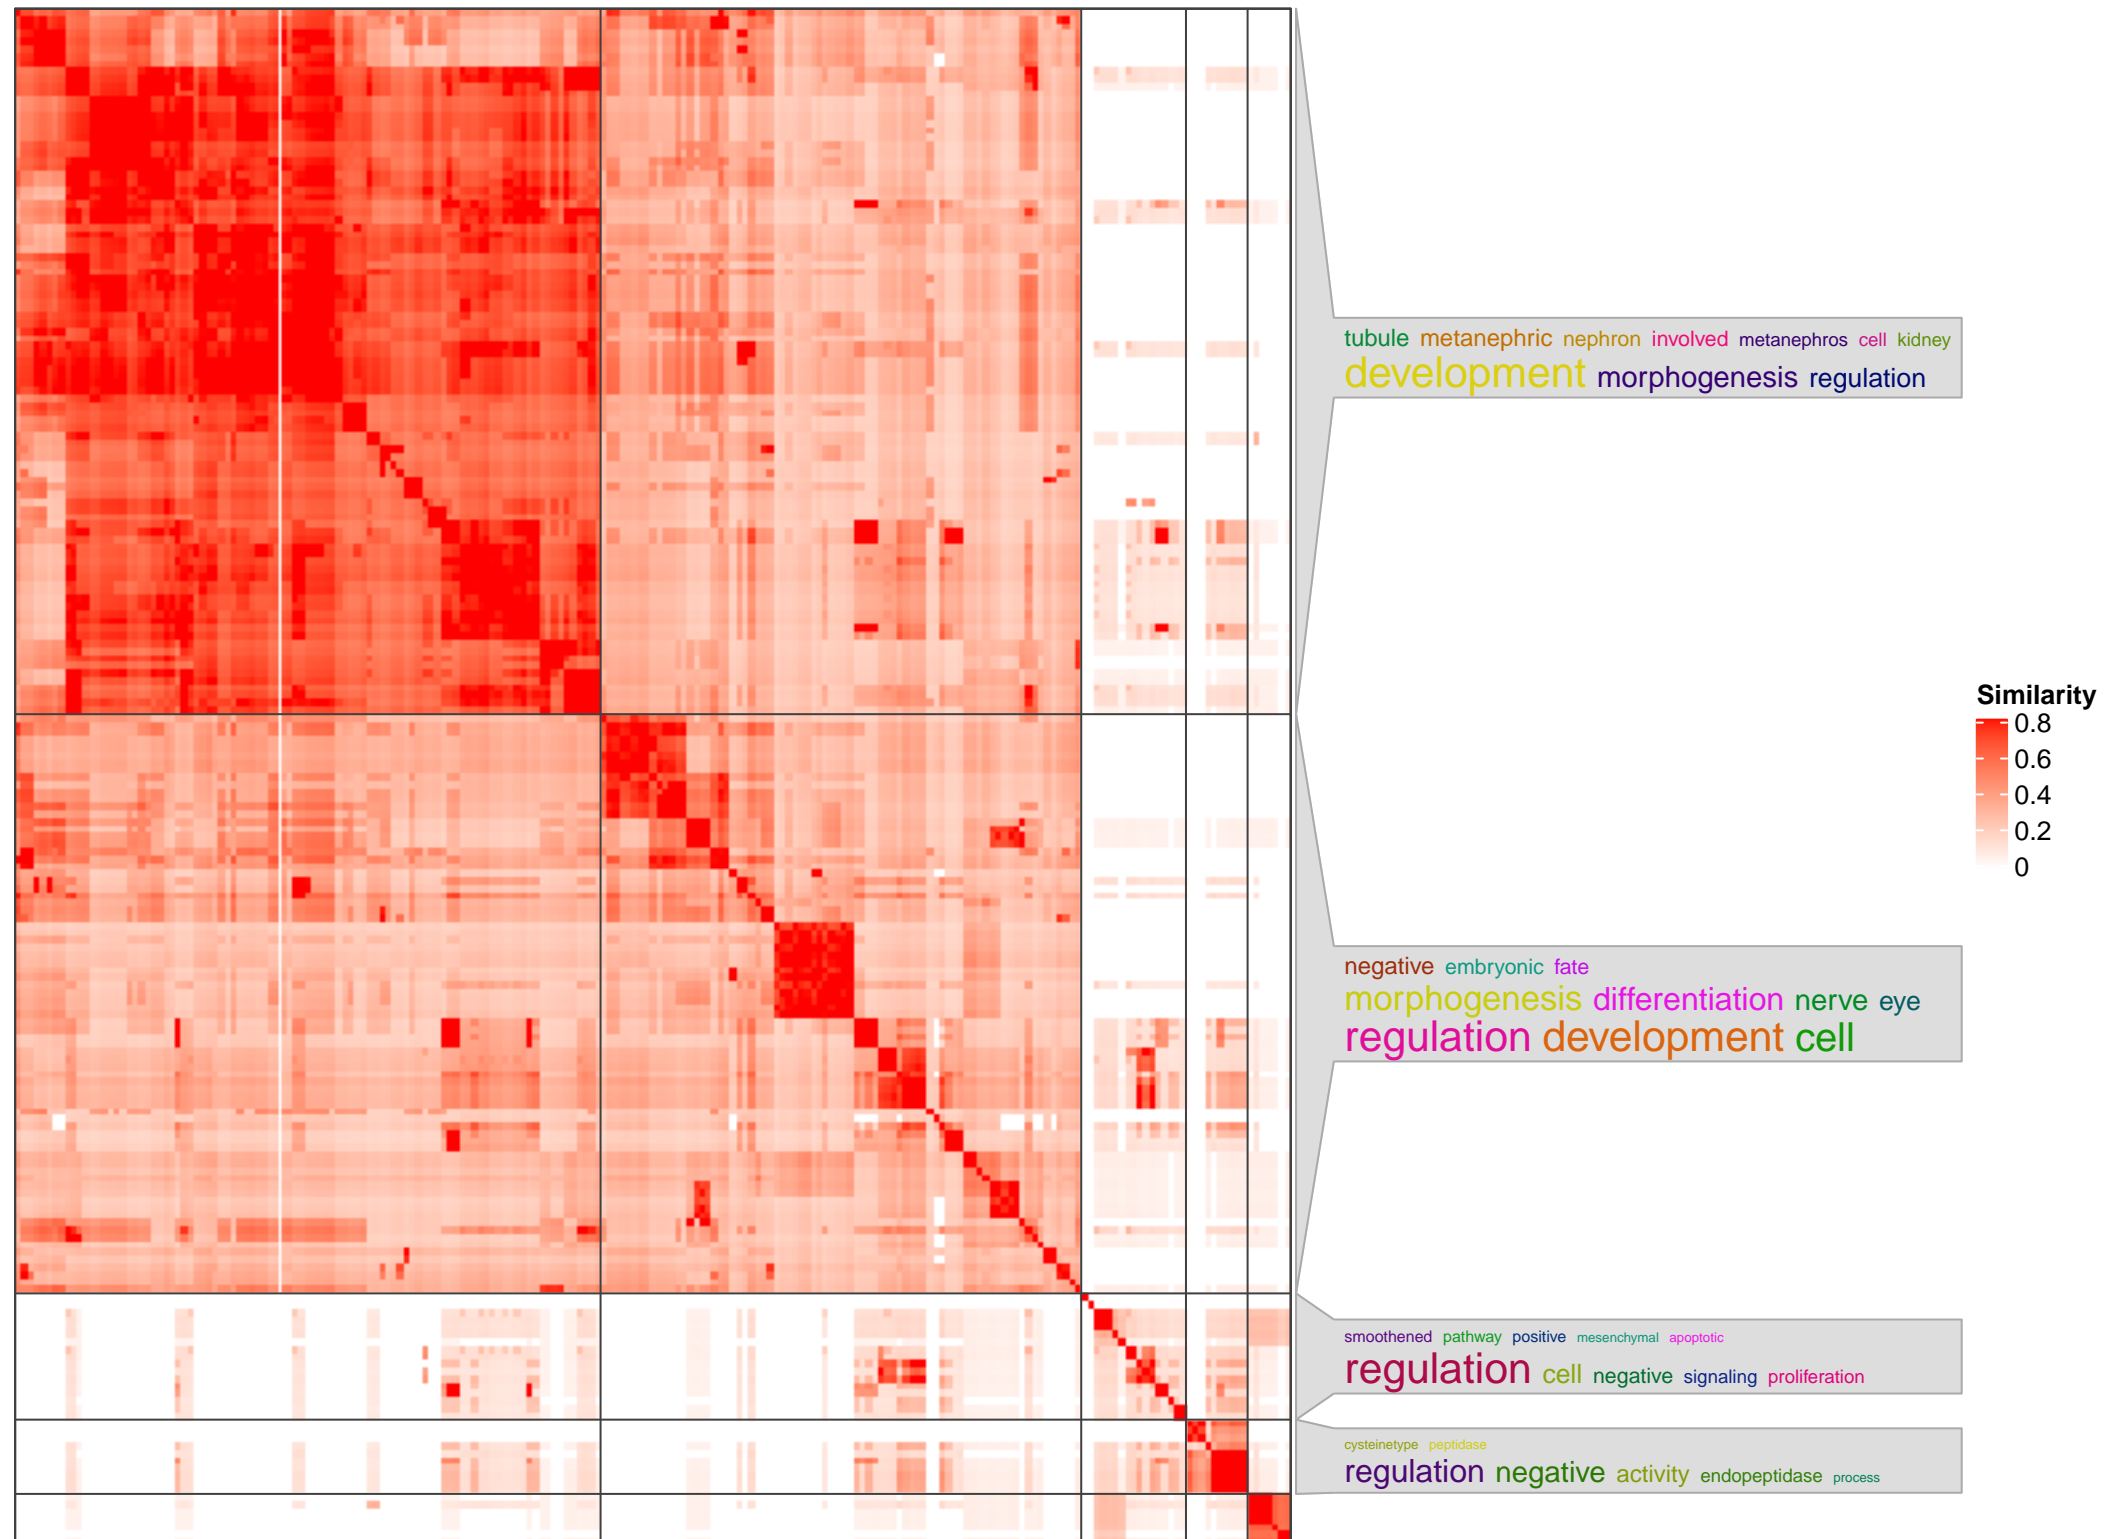 tubule metanephric nephron involved metanephros cell kidney
development morphogenesis regulation
Similarity
0.8
0.6
0.4
0.2
0
negative embryonic fate
morphogenesis differentiation nerve eye
regulation development cell
smoothened pathway positive mesenchymal apoptotic
regulation cell negative signaling proliferation
cysteinetype peptidase
regulation negative activity endopeptidase process